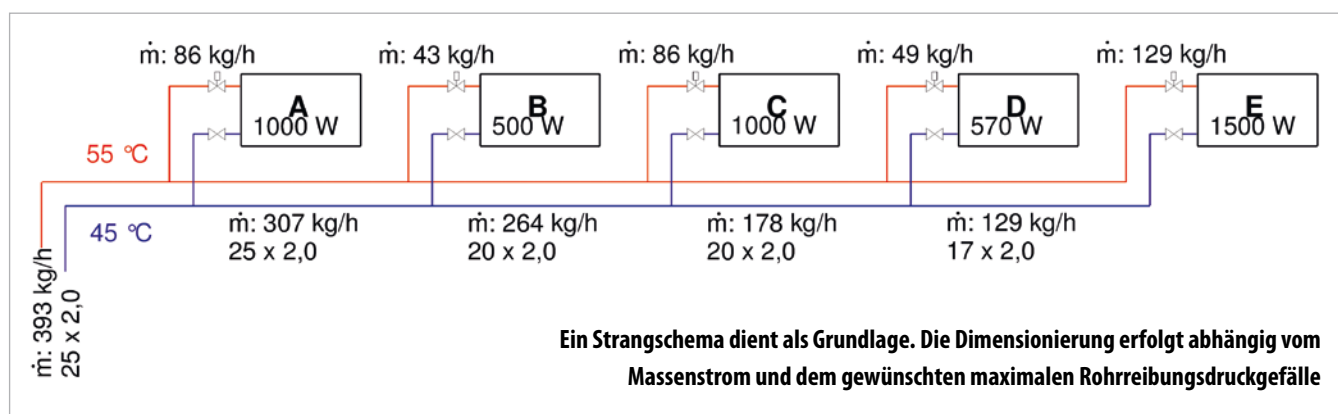 ṁ: 86 kg/h
ṁ: 43 kg/h
ṁ: 86 kg/h
ṁ: 49 kg/h
ṁ: 129 kg/h
A
1000 W
B
500 W
C
1000 W
D
570 W
E
1500 W
55 °C
45 °C
ṁ: 307 kg/h
25 x 2,0
ṁ: 264 kg/h
20 x 2,0
ṁ: 178 kg/h
20 x 2,0
ṁ: 129 kg/h
17 x 2,0
ṁ: 393 kg/h
25 x 2,0
Ein Strangschema dient als Grundlage. Die Dimensionierung erfolgt abhängig vom
Massenstrom und dem gewünschten maximalen Rohrreibungsdruckgefälle